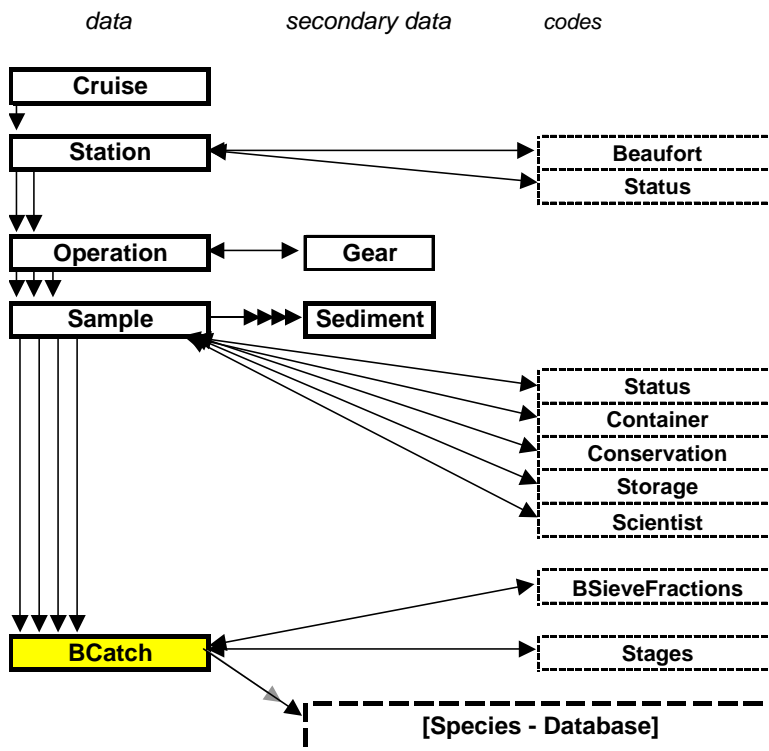 data secondary data codes
Cruise
Station
Beaufort
Status
Operation
Gear
Sample
Sediment
Status
Container
Conservation
Storage
Scientist
BSieveFractions
BCatch
Stages
[Species - Database]